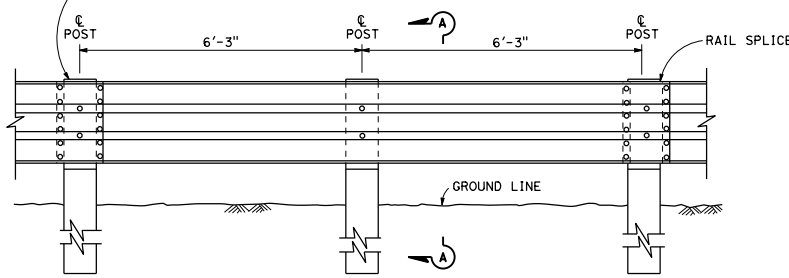 ℄
POST
℄
POST
A
℄
POST
6'-3"
6'-3"
RAIL SPLICE
GROUND LINE
A